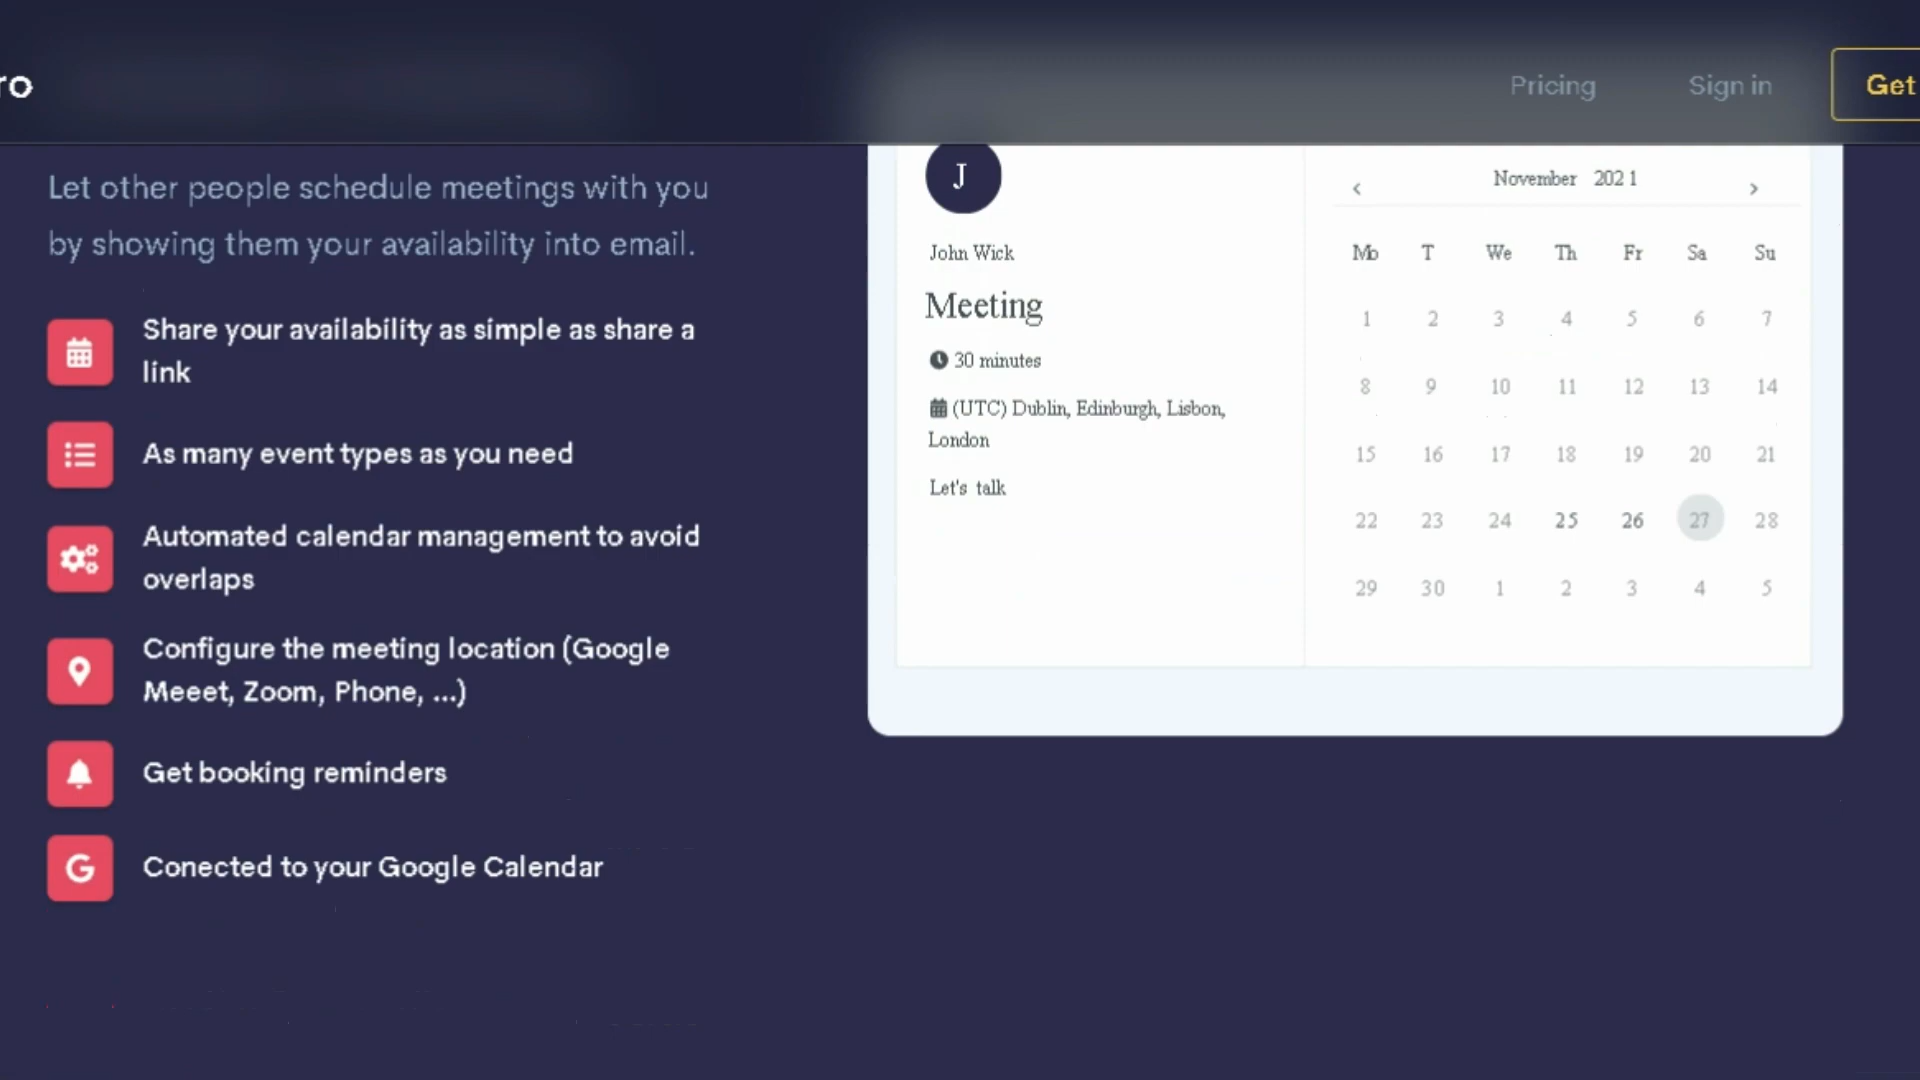 ro
Pricing
Sign in
Get
Let other people schedule meetings with you
by showing them your availability into email.
Share your availability as simple as share a
link
As many event types as you need
Automated calendar management to avoid
overlaps
Configure the meeting location (Google
Meeet, Zoom, Phone, ...)
Get booking reminders
G
Conected to your Google Calendar
J
John Wick
Meeting
30 minutes
(UTC) Dublin, Edinburgh, Lisbon,
London
Let's talk
‹ November 2021 ›
Mo T We Th Fr Sa Su
1 2 3 4 5 6 7
8 9 10 11 12 13 14
15 16 17 18 19 20 21
22 23 24 25 26 27 28
29 30 1 2 3 4 5